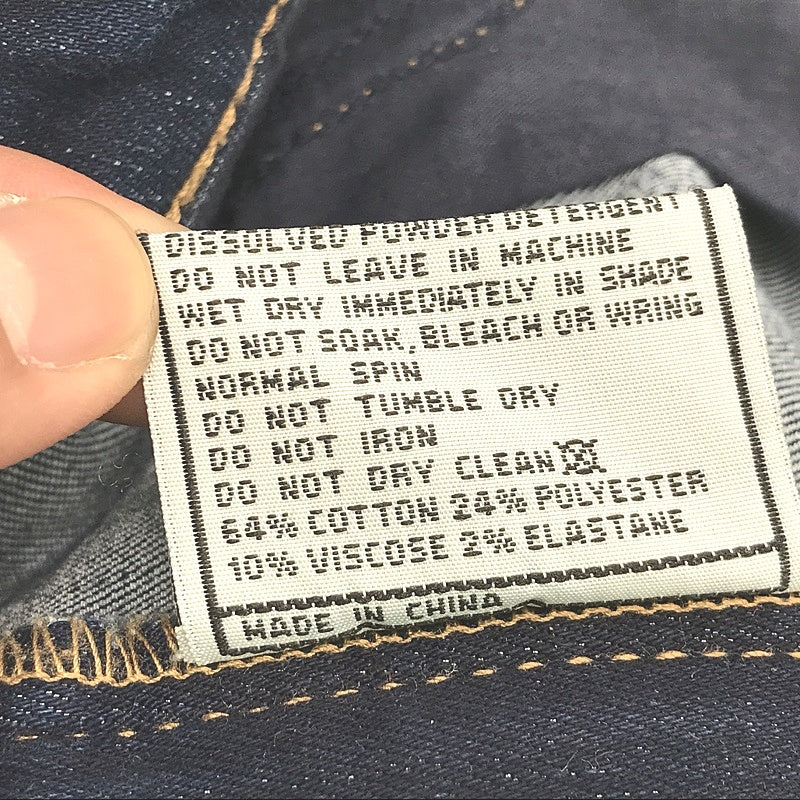 DISSOLVED POWDER DETERGENT
DO NOT LEAVE IN MACHINE
WET DRY IMMEDIATELY IN SHADE
DO NOT SOAK,BLEACH OR WRING
NORMAL SPIN
DO NOT TUMBLE DRY
DO NOT IRON
DO NOT DRY CLEAN
64% COTTON 24% POLYESTER
10% VISCOSE 2% ELASTANE
MADE IN CHINA